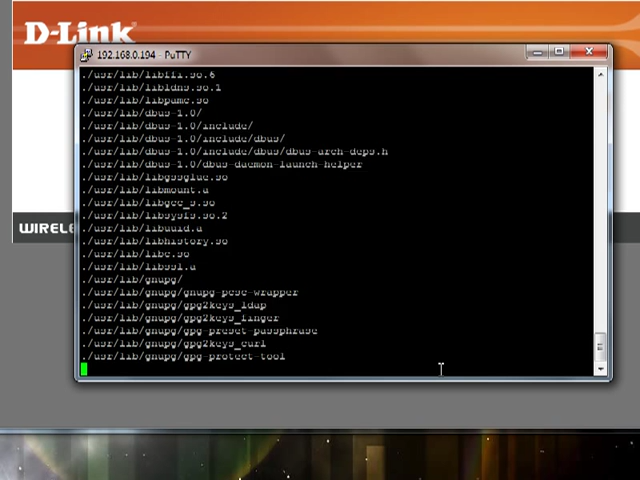 D-Link
192.168.0.194 - PuTTY
./usr/lib/libtti.so.6
./usr/lib/libldns.so.1
./usr/lib/libpamc.so
./usr/lib/dbus-1.0/
./usr/lib/dbus-1.0/include/
./usr/lib/dbus-1.0/include/dbus/
./usr/lib/dbus-1.0/include/dbus/dbus-arch-deps.h
./usr/lib/dbus-1.0/dbus-daemon-launch-helper
./usr/lib/libgssglue.so
./usr/lib/libmount.a
./usr/lib/libgcc_s.so
./usr/lib/libsysfs.so.2
./usr/lib/libuuid.a
WIRELE
./usr/lib/libhistory.so
./usr/lib/libc.so
./usr/lib/libssl.a
./usr/lib/gnupg/
./usr/lib/gnupg/gnupg-pcsc-wrapper
./usr/lib/gnupg/gpg2keys_ldap
./usr/lib/gnupg/gpg2keys_finger
./usr/lib/gnupg/gpg-preset-passphrase
./usr/lib/gnupg/gpg2keys_curl
./usr/lib/gnupg/gpg-protect-tool